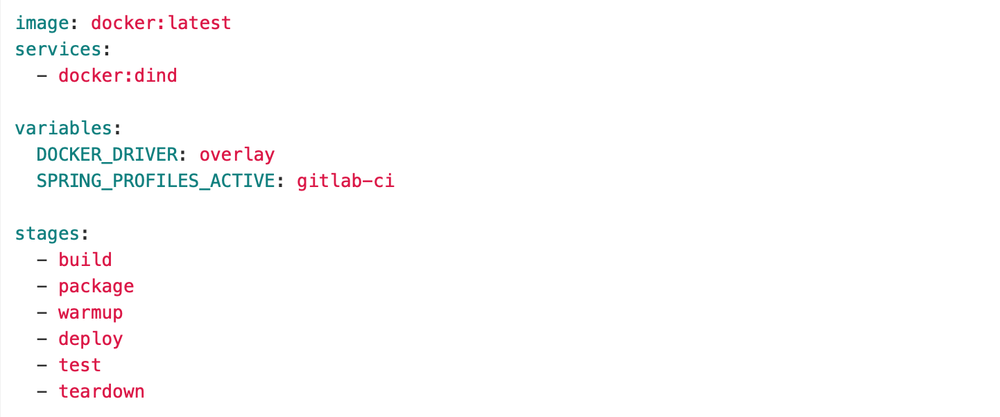 image: docker:latest
services:
  - docker:dind

variables:
  DOCKER_DRIVER: overlay
  SPRING_PROFILES_ACTIVE: gitlab-ci

stages:
  - build
  - package
  - warmup
  - deploy
  - test
  - teardown